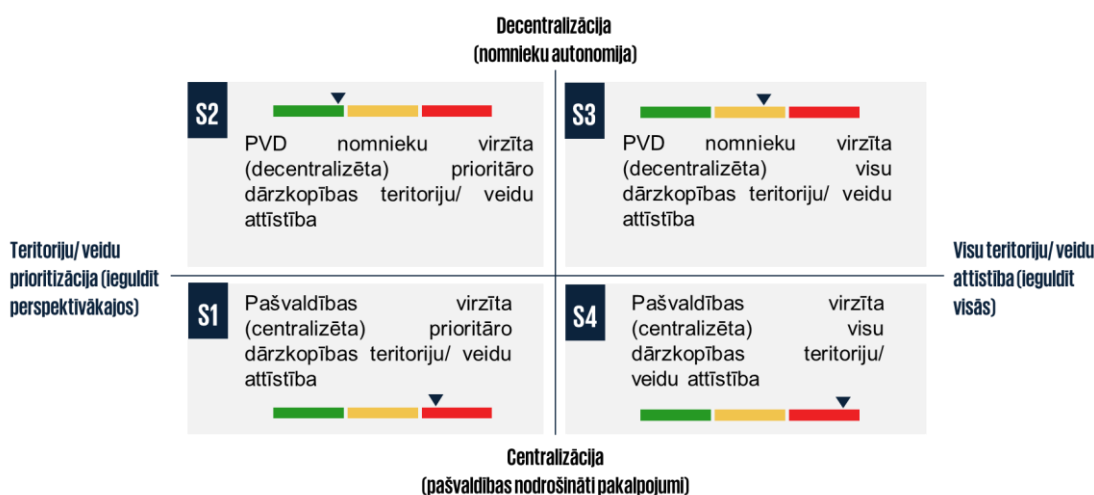 Decentralizācija
(nomnieku autonomija)
S2
PVD nomnieku virzīta
(decentralizēta) prioritāro
dārzkopības teritoriju/ veidu
attīstība
S3
PVD nomnieku virzīta
(decentralizēta) visu
dārzkopības teritoriju/ veidu
attīstība
Teritoriju/ veidu
prioritizācija (ieguldīt
perspektīvākajos)
Visu teritoriju/ veidu
attīstība (ieguldīt
visās)
S1
Pašvaldības virzīta
(centralizēta) prioritāro
dārzkopības teritoriju/ veidu
attīstība
S4
Pašvaldības virzīta
(centralizēta) visu
dārzkopības teritoriju/
veidu attīstība
Centralizācija
(pašvaldības nodrošināti pakalpojumi)